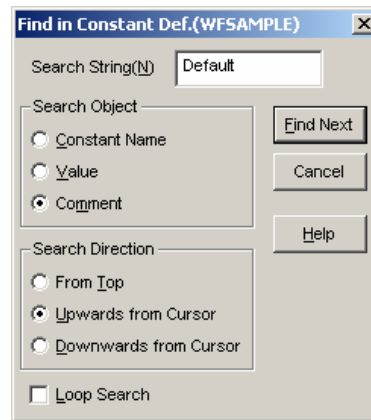 Find in Constant Def.(WFSAMPLE)
Search String(N) Default
Search Object
Constant Name
Value
Comment
Find Next
Cancel
Help
Search Direction
From Top
Upwards from Cursor
Downwards from Cursor
Loop Search